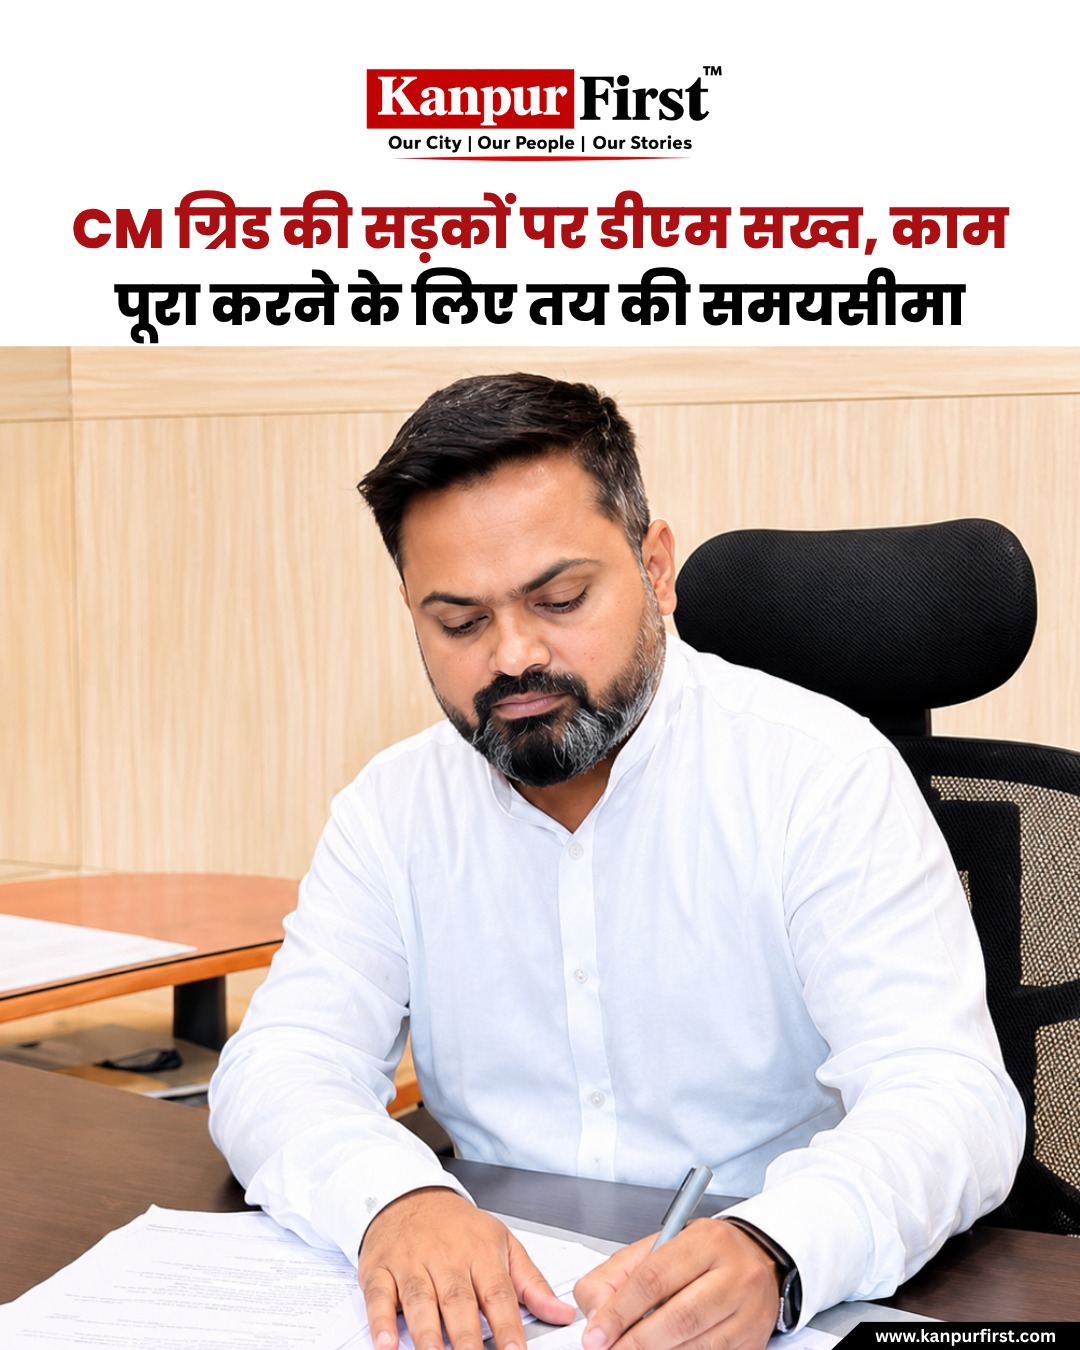 Kanpur First™
Our City | Our People | Our Stories
CM ग्रिड की सड़कों पर डीएम सख्त, काम
पूरा करने के लिए तय की समयसीमा
www.kanpurfirst.com